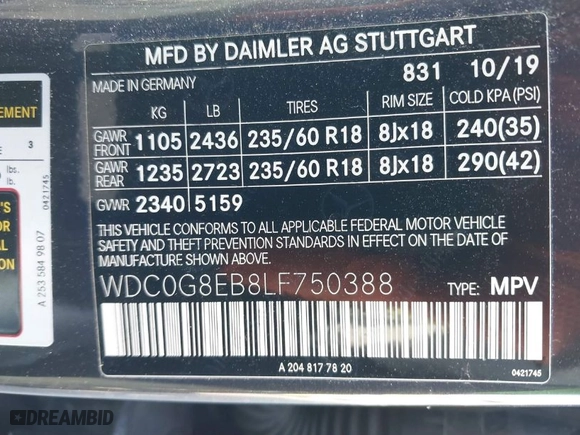 MFD BY DAIMLER AG STUTTGART
MADE IN GERMANY 831 10/19
KG LB TIRES RIM SIZE COLD KPA(PSI)
GAWR FRONT 1105 2436 235/60 R18 8Jx18 240(35)
GAWR REAR 1235 2723 235/60 R18 8Jx18 290(42)
GVWR 2340 5159
THIS VEHICLE CONFORMS TO ALL APPLICABLE FEDERAL MOTOR VEHICLE
SAFETY AND THEFT PREVENTION STANDARDS IN EFFECT ON THE DATE OF
MANUFACTURE SHOWN ABOVE.
WDC0G8EB8LF750388 TYPE: MPV
A 204 817 78 20 0421745
EMENT
3
lbs.
lb.
0421745
'S
A 253 584 98 07
DREAMBID